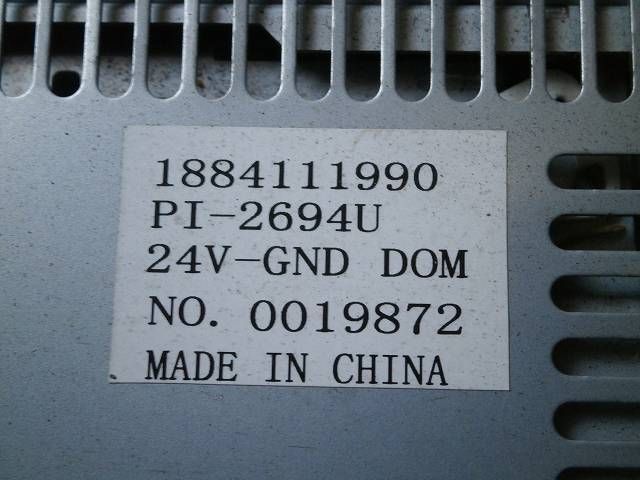 1884111990
PI-2694U
24V-GND DOM
NO. 0019872
MADE IN CHINA